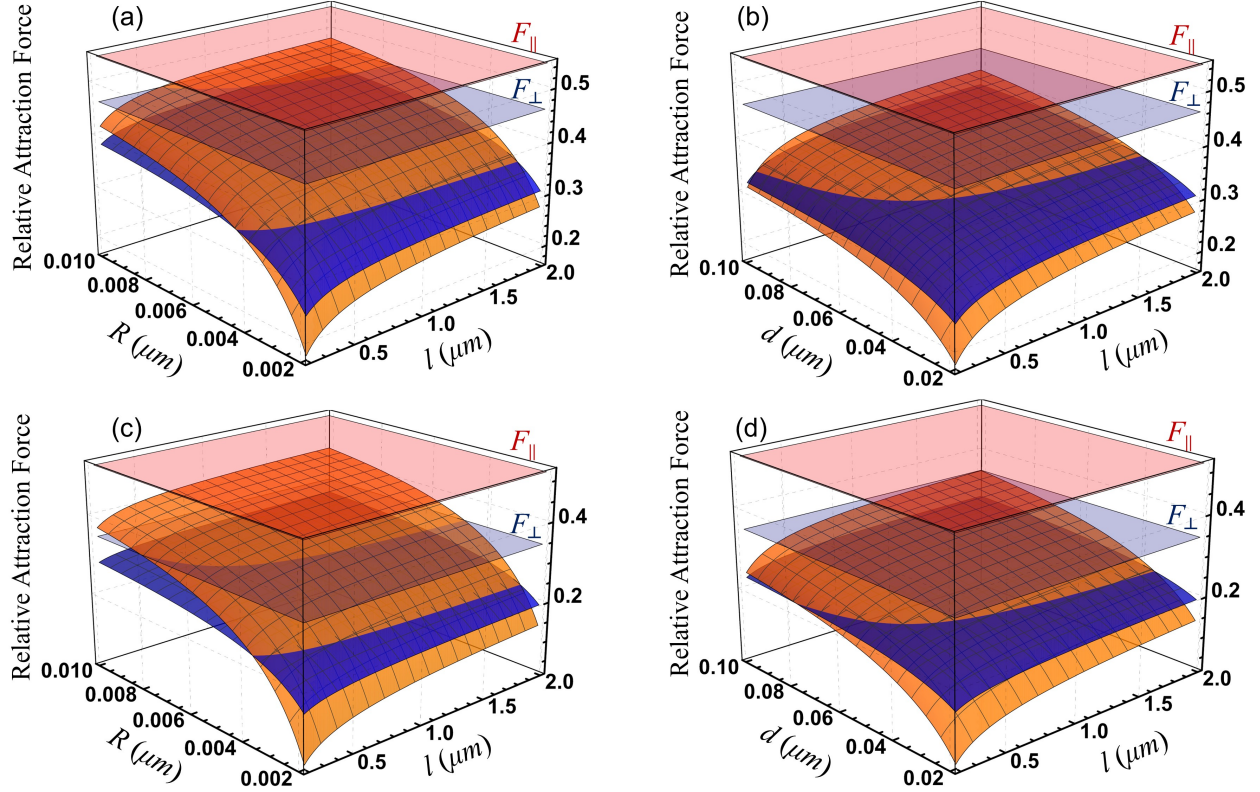 (a)
Relative Attraction Force
F∥
F⊥
0.5
0.4
0.3
0.2
0.010
0.008
0.006
0.004
0.002
R (μm)
0.5
1.0
1.5
2.0
l (μm)
(b)
Relative Attraction Force
F∥
F⊥
0.5
0.4
0.3
0.2
0.10
0.08
0.06
0.04
0.02
d (μm)
0.5
1.0
1.5
2.0
l (μm)
(c)
Relative Attraction Force
F∥
F⊥
0.4
0.2
0.010
0.008
0.006
0.004
0.002
R (μm)
0.5
1.0
1.5
2.0
l (μm)
(d)
Relative Attraction Force
F∥
F⊥
0.4
0.2
0.10
0.08
0.06
0.04
0.02
d (μm)
0.5
1.0
1.5
2.0
l (μm)